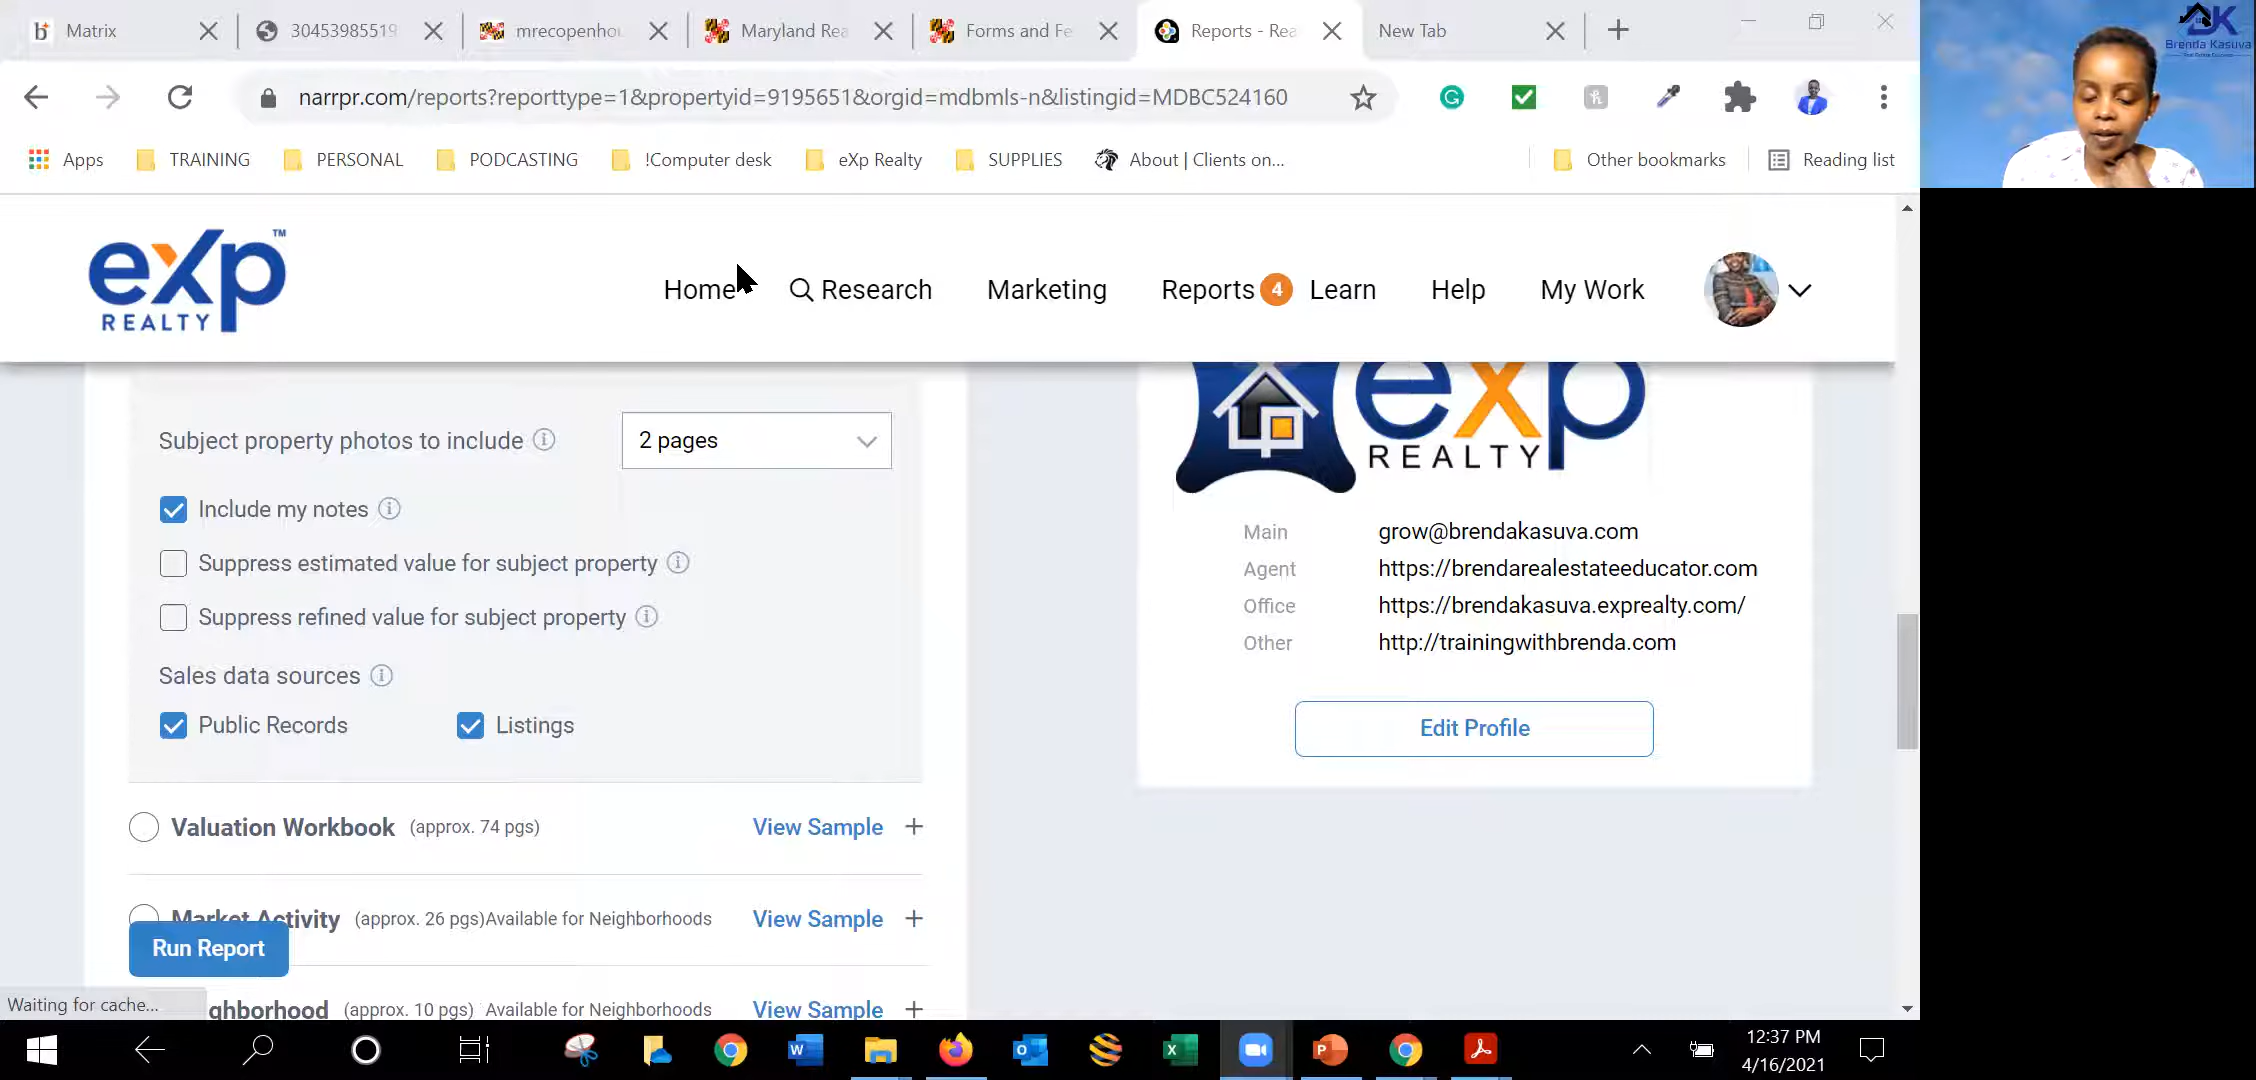 Matrix
30453985519
mrecopenhou
Maryland Rea
Forms and Fe
Reports - Rea
New Tab
narrpr.com/reports?reporttype=1&propertyid=9195651&orgid=mdbmls-n&listingid=MDBC524160
Apps
TRAINING
PERSONAL
PODCASTING
!Computer desk
eXp Realty
SUPPLIES
About | Clients on...
Other bookmarks
Reading list
BK
Brenda Kasuva
eXp
REALTY
TM
Home
Research
Marketing
Reports 4
Learn
Help
My Work
Subject property photos to include
2 pages
Include my notes
Suppress estimated value for subject property
Suppress refined value for subject property
Sales data sources
Public Records
Listings
Valuation Workbook (approx. 74 pgs)
View Sample +
Market Activity (approx. 26 pgs)Available for Neighborhoods
View Sample +
Run Report
ghborhood (approx. 10 pgs) Available for Neighborhoods
View Sample +
Waiting for cache...
exp
REALTY
Main grow@brendakasuva.com
Agent https://brendarealestateeducator.com
Office https://brendakasuva.exprealty.com/
Other http://trainingwithbrenda.com
Edit Profile
12:37 PM
4/16/2021